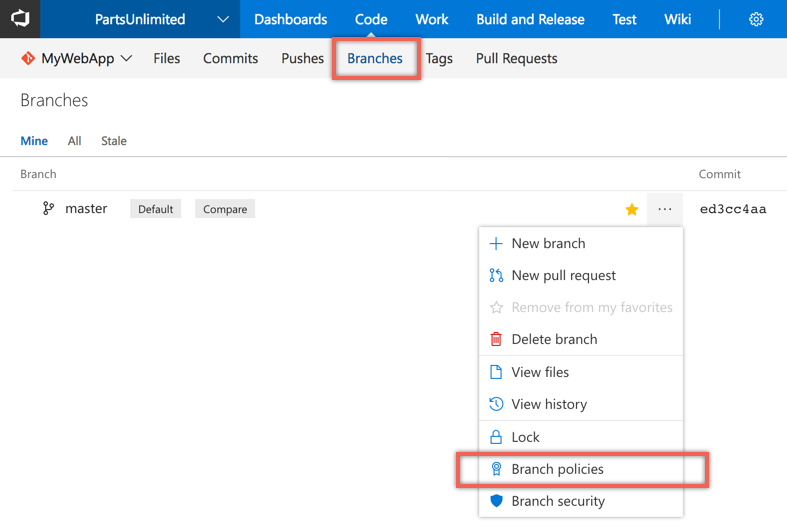 PartsUnlimited Dashboards Code Work Build and Release Test Wiki
MyWebApp Files Commits Pushes Branches Tags Pull Requests
Branches
Mine All Stale
Branch Commit
master Default Compare ed3cc4aa
New branch
New pull request
Remove from my favorites
Delete branch
View files
View history
Lock
Branch policies
Branch security